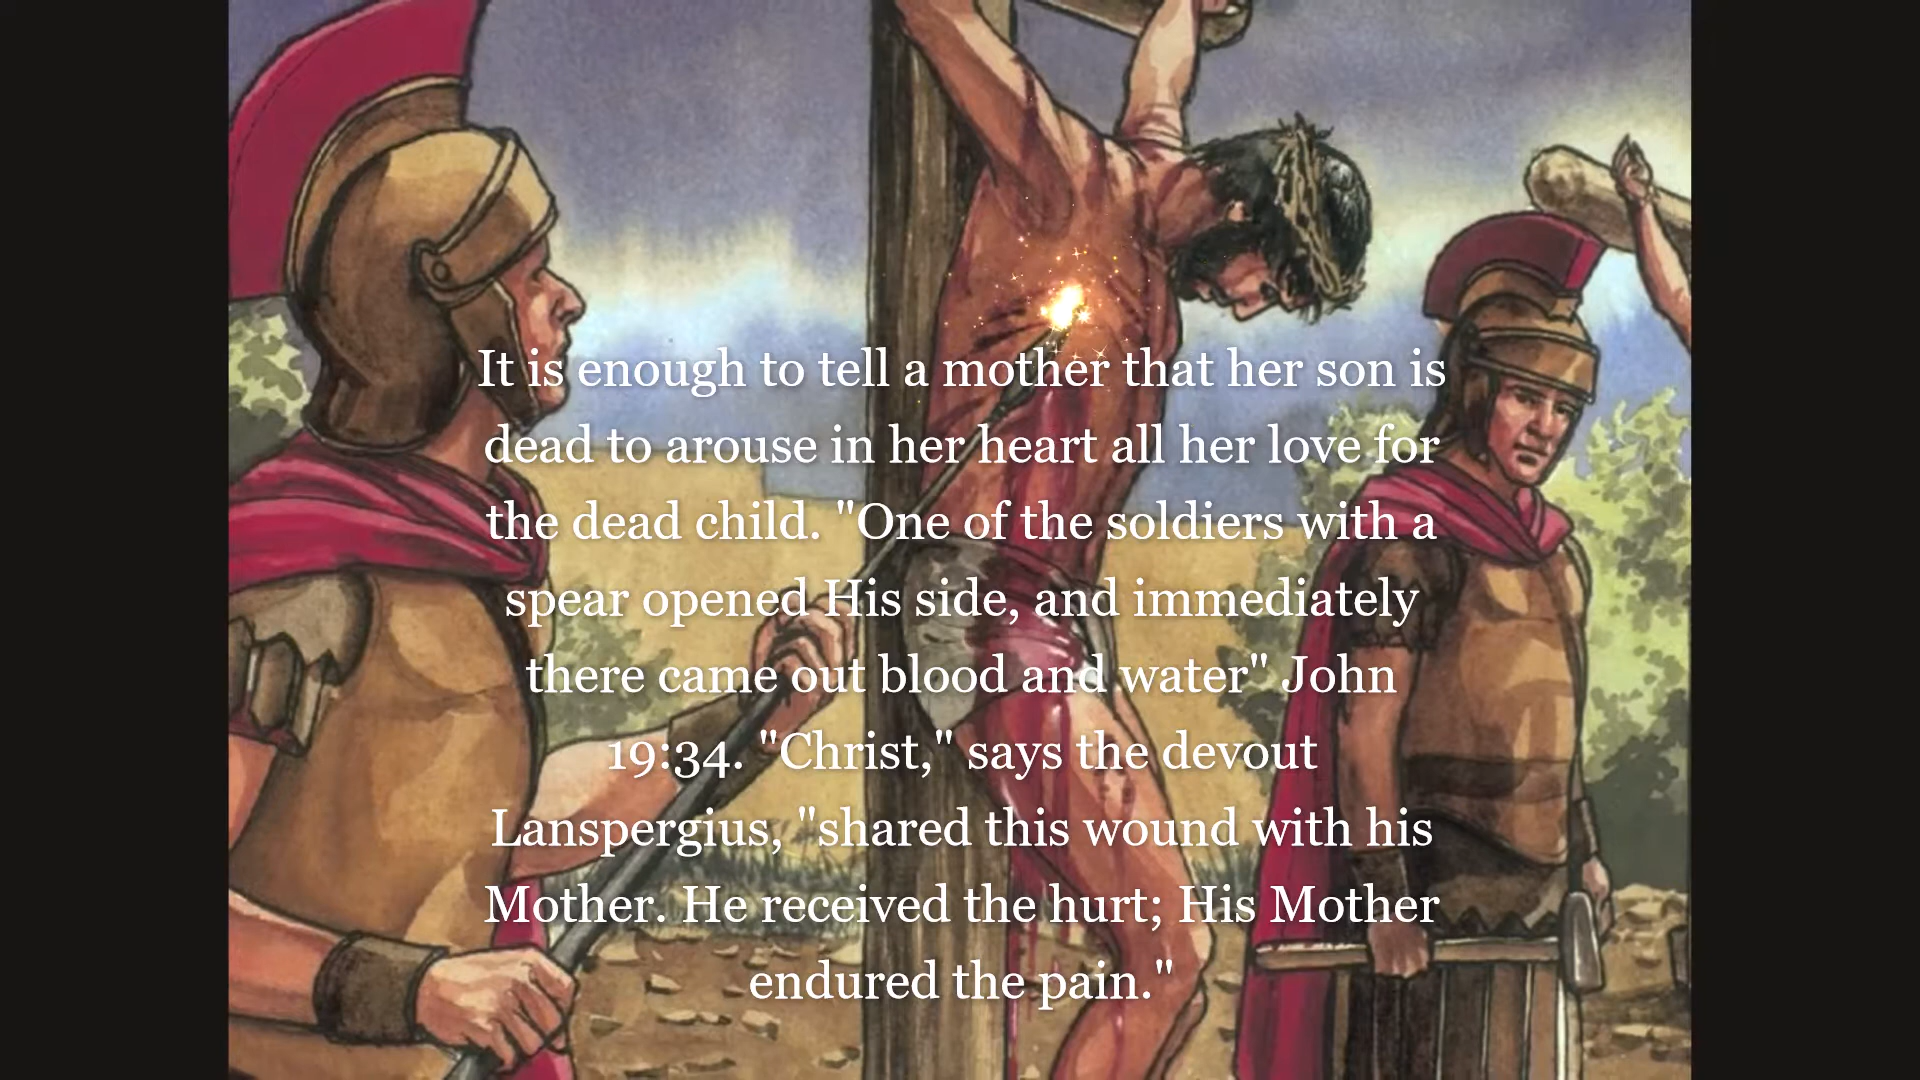 It is enough to tell a mother that her son is
dead to arouse in her heart all her love for
the dead child. "One of the soldiers with a
spear opened His side, and immediately
there came out blood and water" John
19:34. "Christ," says the devout
Lanspergius, "shared this wound with his
Mother. He received the hurt; His Mother
endured the pain."